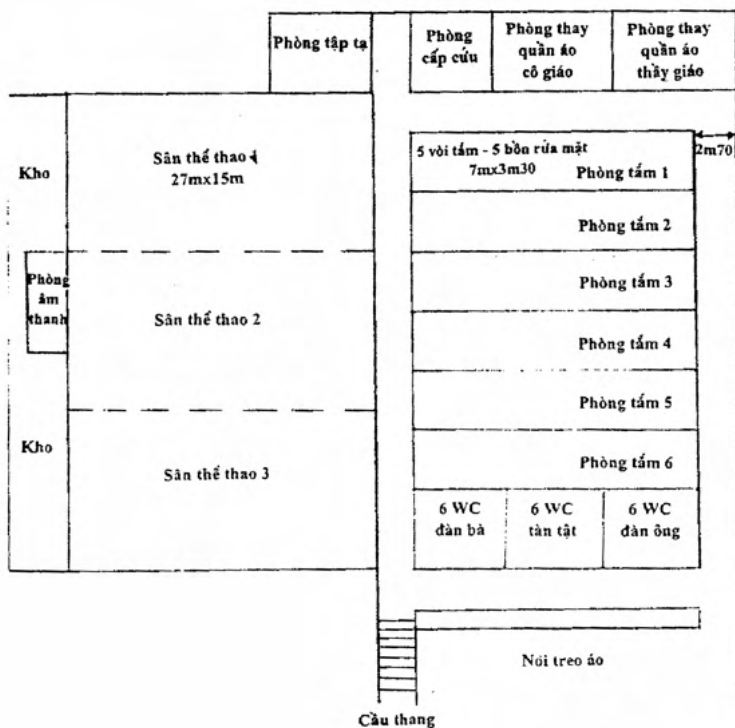 Phòng tập tạ
Phòng
cấp cứu
Phòng thay
quần áo
cô giáo
Phòng thay
quần áo
thầy giáo
Kho
Sân thể thao 1
27mx15m
5 vòi tắm - 5 bồn rửa mặt
7mx3m30
Phòng tắm 1
2m70
Phòng tắm 2
Phòng
âm
thanh
Sân thể thao 2
Phòng tắm 3
Phòng tắm 4
Phòng tắm 5
Kho
Sân thể thao 3
Phòng tắm 6
6 WC
đàn bà
6 WC
tàn tật
6 WC
đàn ông
Nơi treo áo
Cầu thang